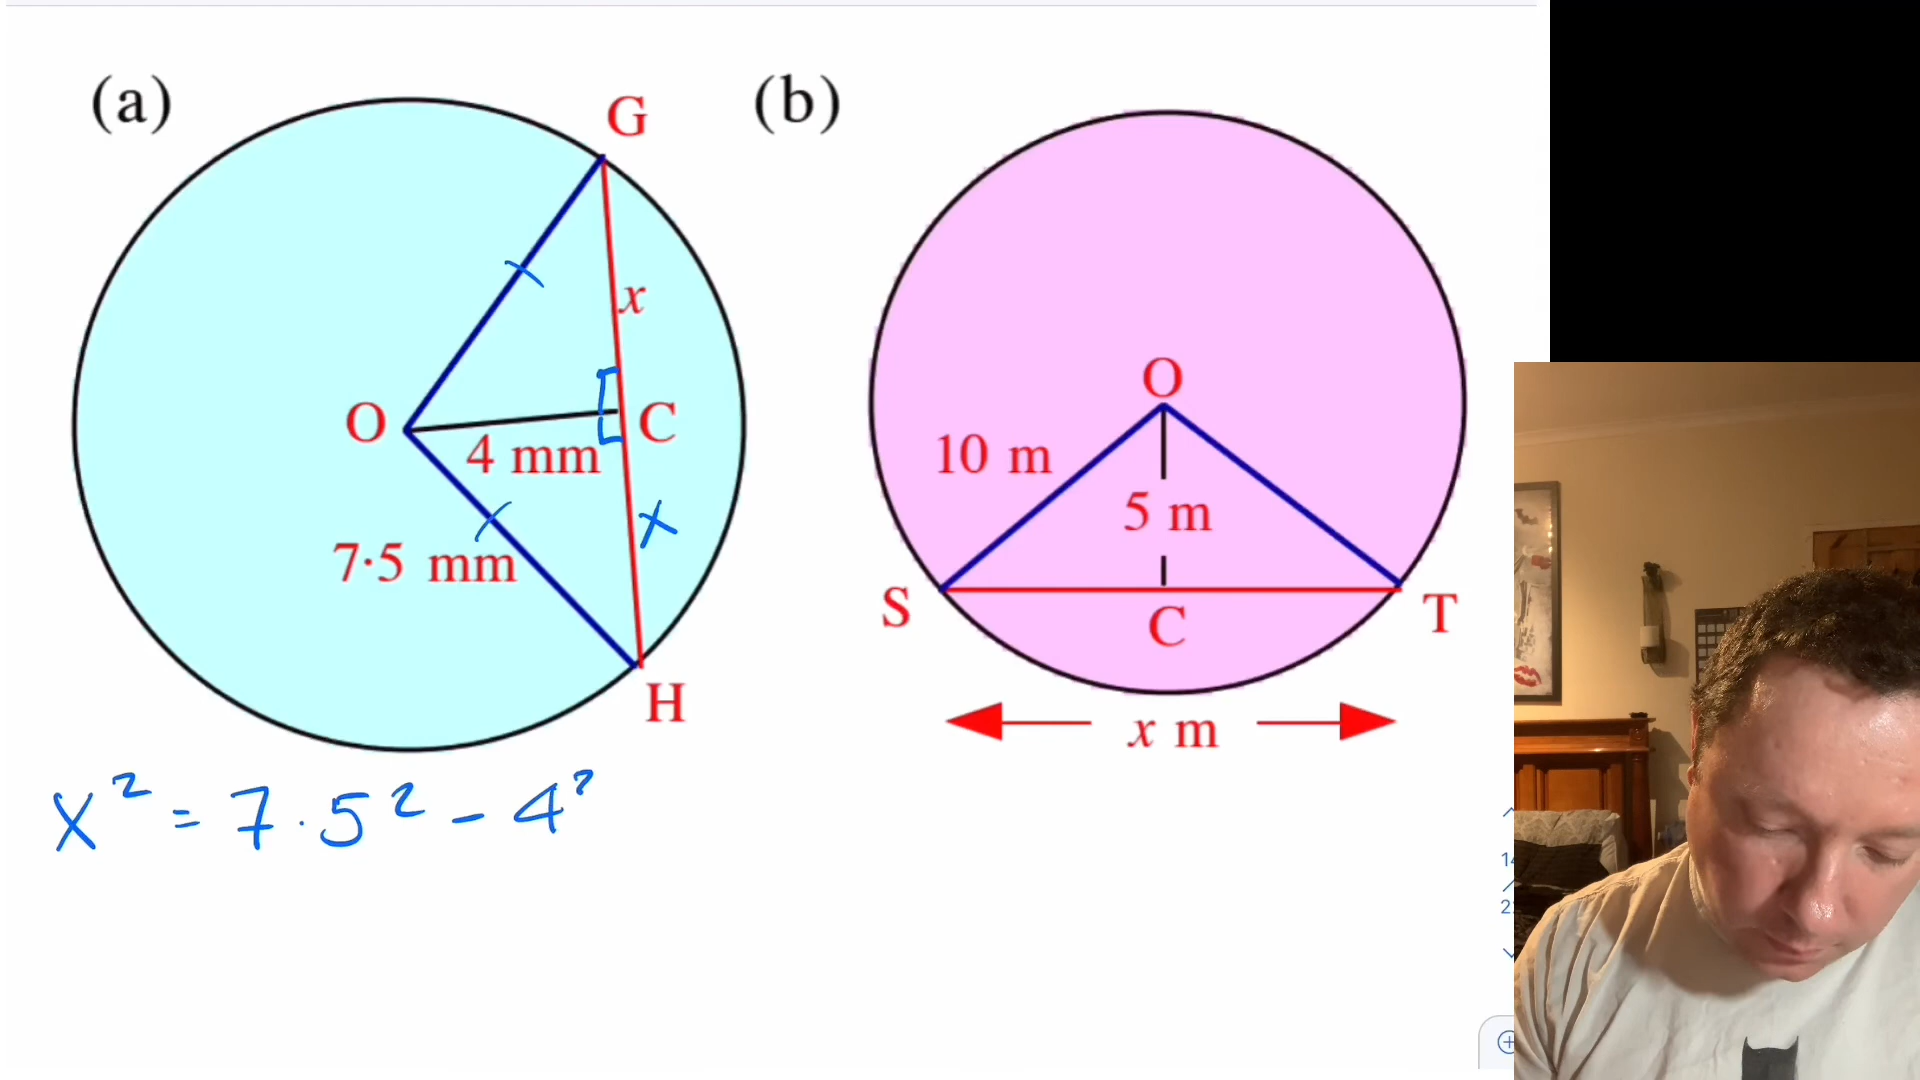 (a)
G
x
O
C
4 mm
x
7·5 mm
H
x² = 7·5² - 4²
(b)
O
10 m
5 m
S
C
T
x m